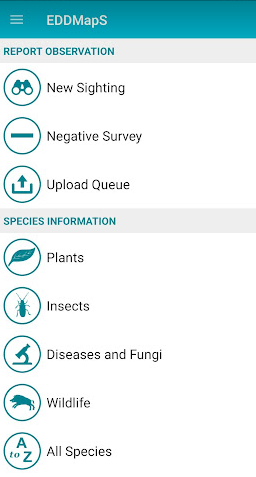 EDDMapS
REPORT OBSERVATION
New Sighting
Negative Survey
Upload Queue
SPECIES INFORMATION
Plants
Insects
Diseases and Fungi
Wildlife
A to Z
All Species